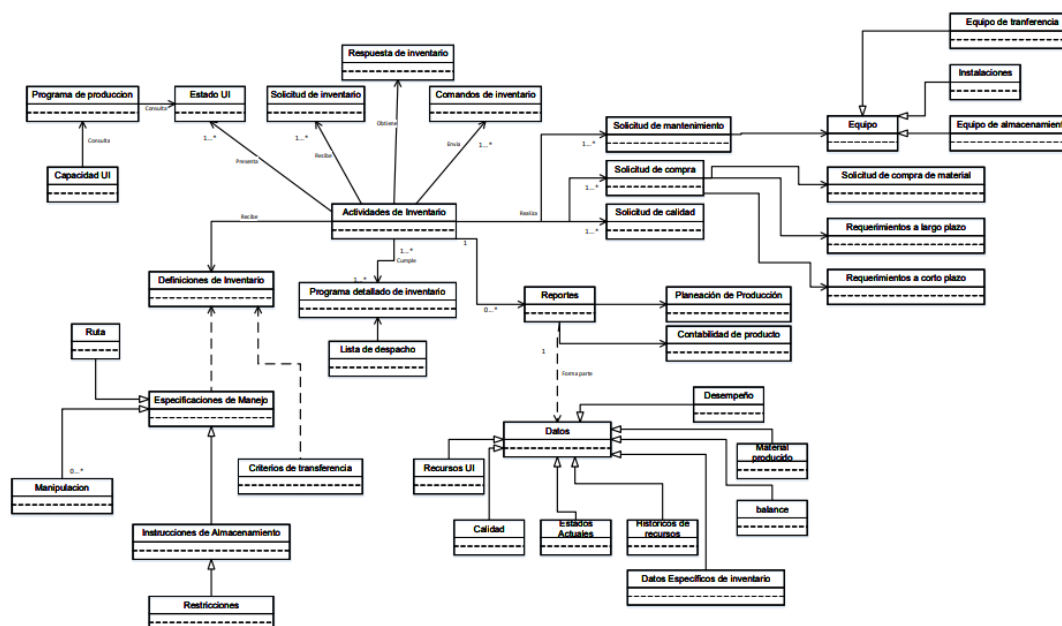 Equipo de tranferencia
Respuesta de inventario
Instalaciones
Programa de produccion
Estado UI
Solicitud de inventario
Comandos de inventario
Consulta
Solicitud de mantenimiento
Equipo
Equipo de almacenamiento
1...*
1...*
Obtiene
Envia
1...*
1...*
Consulta
Presenta
Recibe
Capacidad UI
Solicitud de compra
Solicitud de compra de material
1...*
Actividades de Inventario
Recibe
Realiza
Solicitud de calidad
1...*
Requerimientos a largo plazo
1
1...*
Cumple
Definiciones de Inventario
1...*
Programa detallado de inventario
Requerimientos a corto plazo
Reportes
Planeación de Producción
0...*
Ruta
Lista de despacho
Contabilidad de producto
1
Forma parte
Especificaciones de Manejo
Desempeño
Datos
Material producido
Criterios de transferencia
Recursos UI
0...*
Manipulacion
balance
Instrucciones de Almacenamiento
Calidad
Estados Actuales
Históricos de recursos
Datos Específicos de inventario
Restricciones